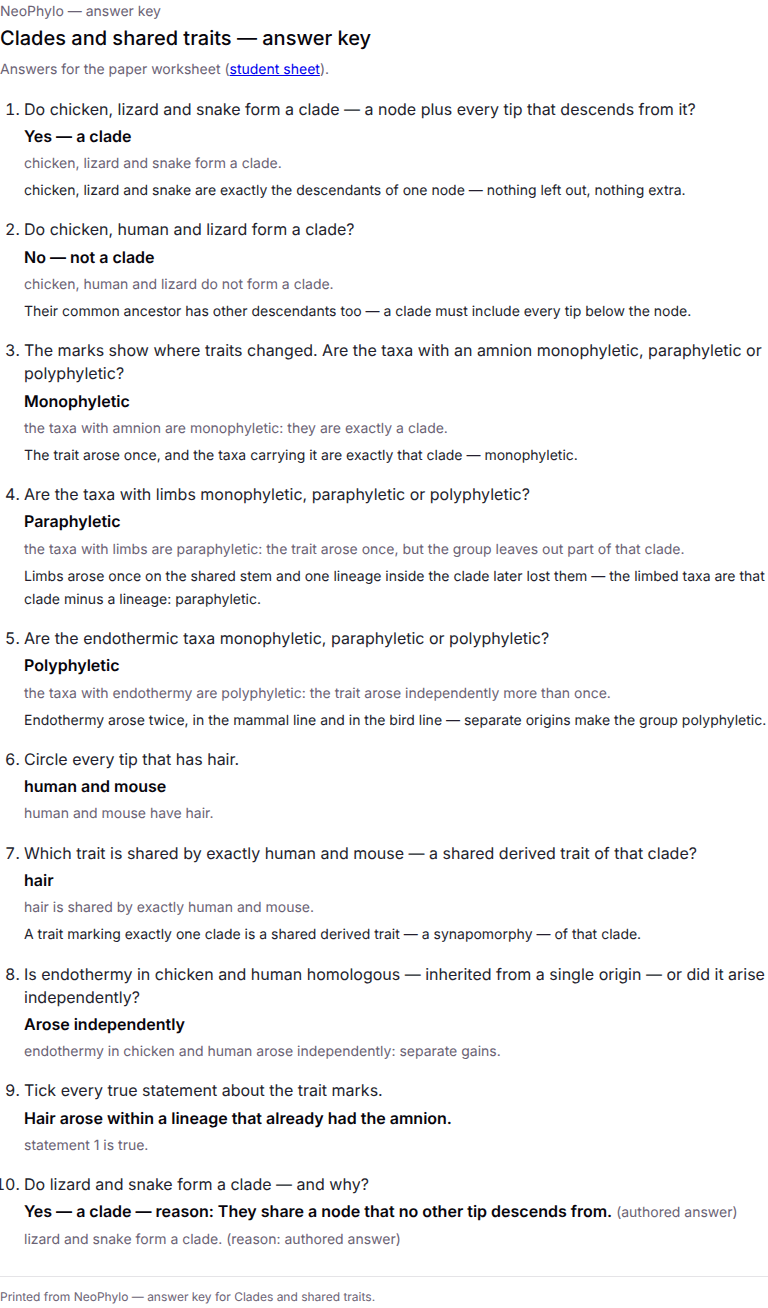 NeoPhylo — answer key
Clades and shared traits — answer key
Answers for the paper worksheet (student sheet).
1. Do chicken, lizard and snake form a clade — a node plus every tip that descends from it?
Yes — a clade
chicken, lizard and snake form a clade.
chicken, lizard and snake are exactly the descendants of one node — nothing left out, nothing extra.
2. Do chicken, human and lizard form a clade?
No — not a clade
chicken, human and lizard do not form a clade.
Their common ancestor has other descendants too — a clade must include every tip below the node.
3. The marks show where traits changed. Are the taxa with an amnion monophyletic, paraphyletic or
polyphyletic?
Monophyletic
the taxa with amnion are monophyletic: they are exactly a clade.
The trait arose once, and the taxa carrying it are exactly that clade — monophyletic.
4. Are the taxa with limbs monophyletic, paraphyletic or polyphyletic?
Paraphyletic
the taxa with limbs are paraphyletic: the trait arose once, but the group leaves out part of that clade.
Limbs arose once on the shared stem and one lineage inside the clade later lost them — the limbed taxa are that
clade minus a lineage: paraphyletic.
5. Are the endothermic taxa monophyletic, paraphyletic or polyphyletic?
Polyphyletic
the taxa with endothermy are polyphyletic: the trait arose independently more than once.
Endothermy arose twice, in the mammal line and in the bird line — separate origins make the group polyphyletic.
6. Circle every tip that has hair.
human and mouse
human and mouse have hair.
7. Which trait is shared by exactly human and mouse — a shared derived trait of that clade?
hair
hair is shared by exactly human and mouse.
A trait marking exactly one clade is a shared derived trait — a synapomorphy — of that clade.
8. Is endothermy in chicken and human homologous — inherited from a single origin — or did it arise
independently?
Arose independently
endothermy in chicken and human arose independently: separate gains.
9. Tick every true statement about the trait marks.
Hair arose within a lineage that already had the amnion.
statement 1 is true.
10. Do lizard and snake form a clade — and why?
Yes — a clade — reason: They share a node that no other tip descends from. (authored answer)
lizard and snake form a clade. (reason: authored answer)
Printed from NeoPhylo — answer key for Clades and shared traits.